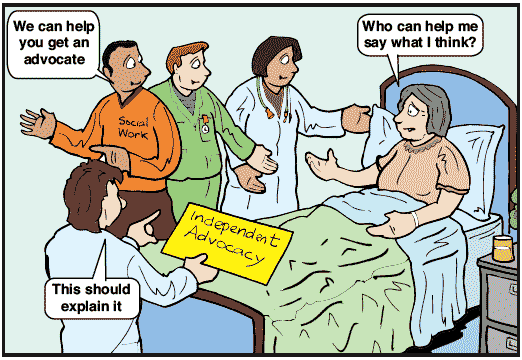 We can help
you get an
advocate
Who can help me
say what I think?
Social
Work
Independent
Advocacy
This should
explain it